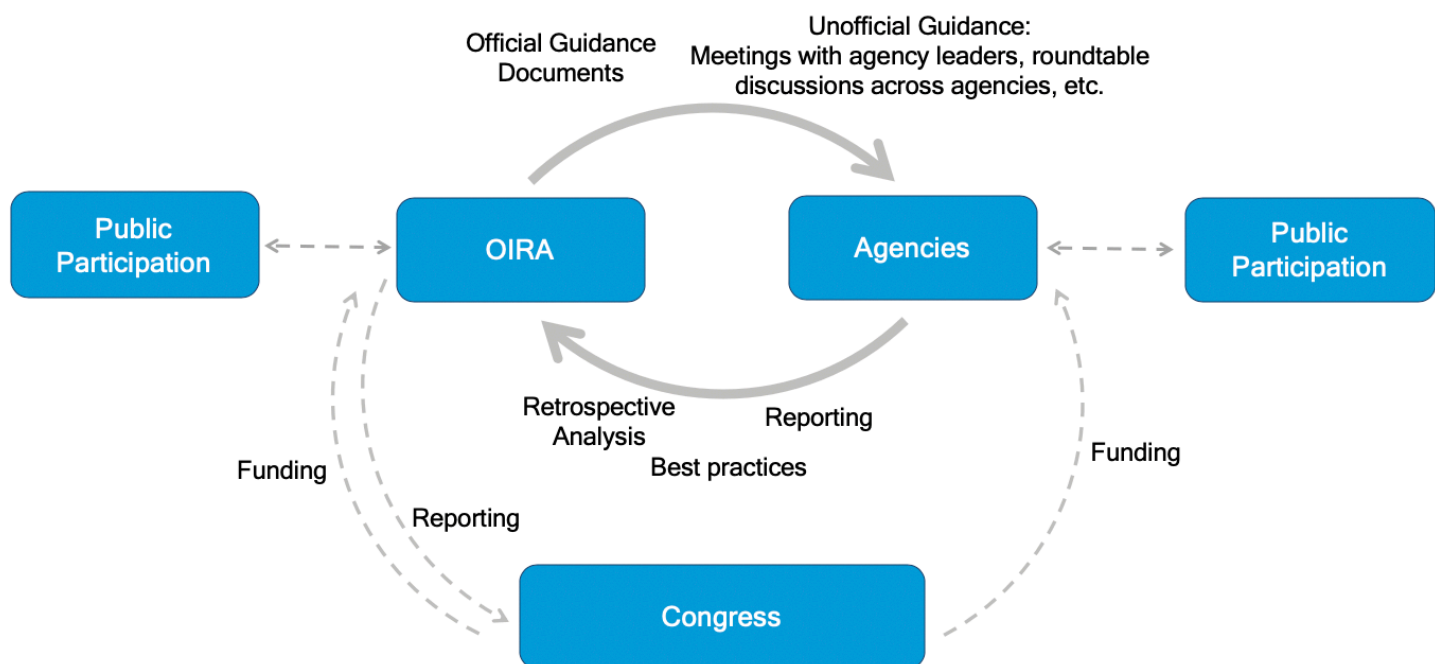 Official Guidance
Documents
Unofficial Guidance:
Meetings with agency leaders, roundtable
discussions across agencies, etc.
Public
Participation
OIRA
Agencies
Public
Participation
Retrospective
Analysis
Reporting
Best practices
Funding
Reporting
Funding
Congress